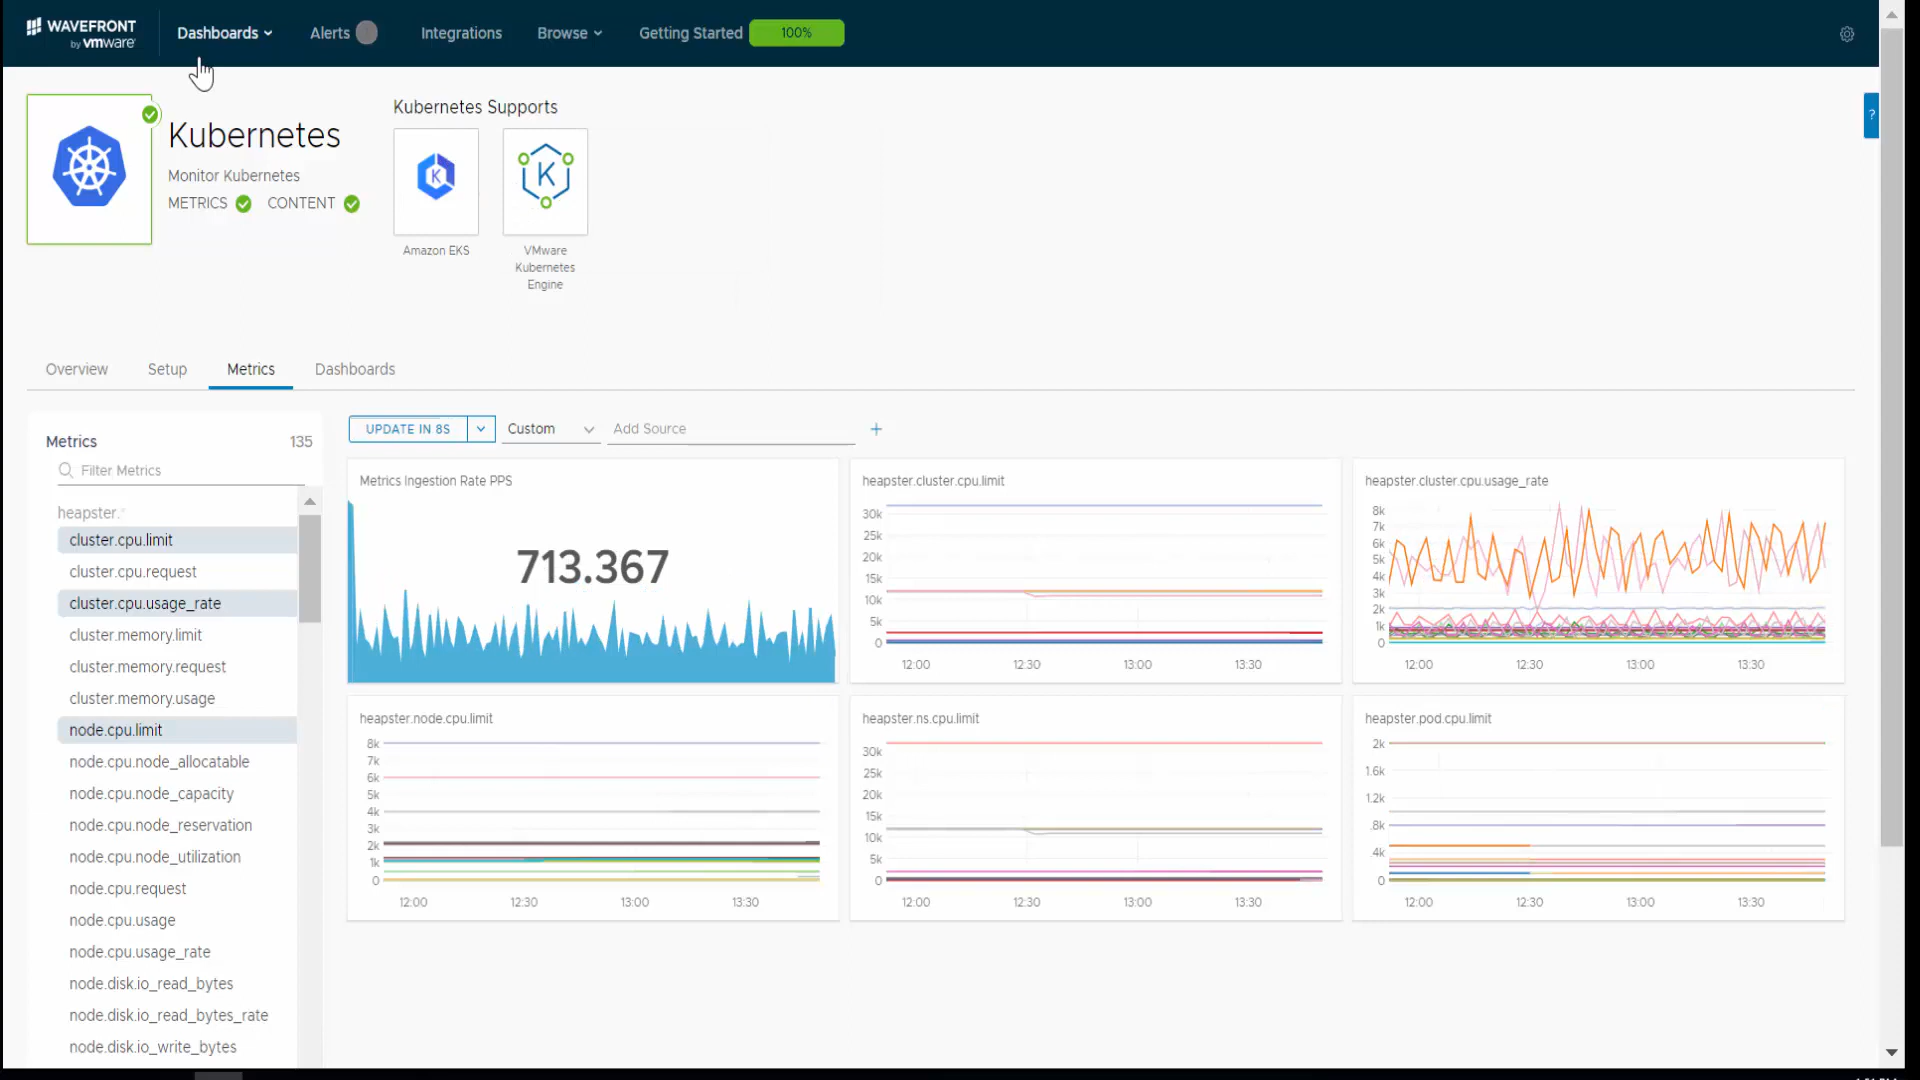 WAVEFRONT
by vmware
Dashboards
Alerts
Integrations
Browse
Getting Started
100%
?
Kubernetes
Monitor Kubernetes
METRICS
CONTENT
Kubernetes Supports
K
K
Amazon EKS
VMware
Kubernetes
Engine
Overview
Setup
Metrics
Dashboards
Metrics
135
Filter Metrics
heapster.*
cluster.cpu.limit
cluster.cpu.request
cluster.cpu.usage_rate
cluster.memory.limit
cluster.memory.request
cluster.memory.usage
node.cpu.limit
node.cpu.node_allocatable
node.cpu.node_capacity
node.cpu.node_reservation
node.cpu.node_utilization
node.cpu.request
node.cpu.usage
node.cpu.usage_rate
node.disk.io_read_bytes
node.disk.io_read_bytes_rate
node.disk.io_write_bytes
UPDATE IN 8S
Custom
Add Source
+
Metrics Ingestion Rate PPS
713.367
heapster.cluster.cpu.limit
30k
25k
20k
15k
10k
5k
0
12:00 12:30 13:00 13:30
heapster.cluster.cpu.usage_rate
8k
7k
6k
5k
4k
3k
2k
1k
0
12:00 12:30 13:00 13:30
heapster.node.cpu.limit
8k
7k
6k
5k
4k
3k
2k
1k
0
12:00 12:30 13:00 13:30
heapster.ns.cpu.limit
30k
25k
20k
15k
10k
5k
0
12:00 12:30 13:00 13:30
heapster.pod.cpu.limit
2k
1.6k
1.2k
.8k
.4k
0
12:00 12:30 13:00 13:30